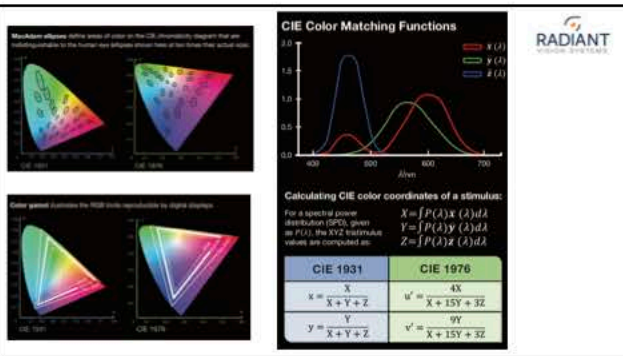 MacAdam ellipses define areas of color on the CIE chromaticity diagram that are
indistinguishable to the human eye (ellipses shown here at ten times their actual size).
CIE 1931
CIE 1976
Color gamut illustrates the RGB limits reproducible by digital displays.
CIE 1931
CIE 1976
CIE Color Matching Functions
2.0
1.5
1.0
0.5
0.0
400
500
600
700
λ/nm
x̄ (λ)
ȳ (λ)
z̄ (λ)
Calculating CIE color coordinates of a stimulus:
For a spectral power
distribution (SPD), given
as P(λ), the XYZ tristimulus
values are computed as:
X=∫P(λ)x̄ (λ)dλ
Y=∫P(λ)ȳ (λ)dλ
Z=∫P(λ)z̄ (λ)dλ
CIE 1931 CIE 1976
x = X / X + Y + Z
u′ = 4X / X + 15Y + 3Z
y = Y / X + Y + Z
v′ = 9Y / X + 15Y + 3Z
RADIANT
VISION SYSTEMS